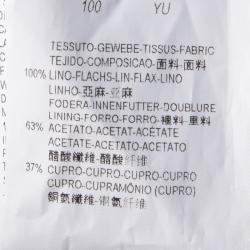 100 YU
TESSUTO-GEWEBE-TISSUS-FABRIC
TEJIDO-COMPOSIÇAO-面料-面料
100% LINO-FLACHS-LIN-FLAX-LINO
LINHO-亞麻-亚麻
FODERA-INNENFUTTER-DOUBLURE
LINING-FORRO-FORRO-襯料-里料
63% ACETATO-ACETAT-ACÉTATE
ACETATO-ACETATE-ACETATO
醋酸纖維-醋酸纤维
37% CUPRO-CUPRO-CUPRO-CUPRO
CUPRO-CUPRAMÔNIO (CUPRO)
銅氨纖維-铜氨纤维